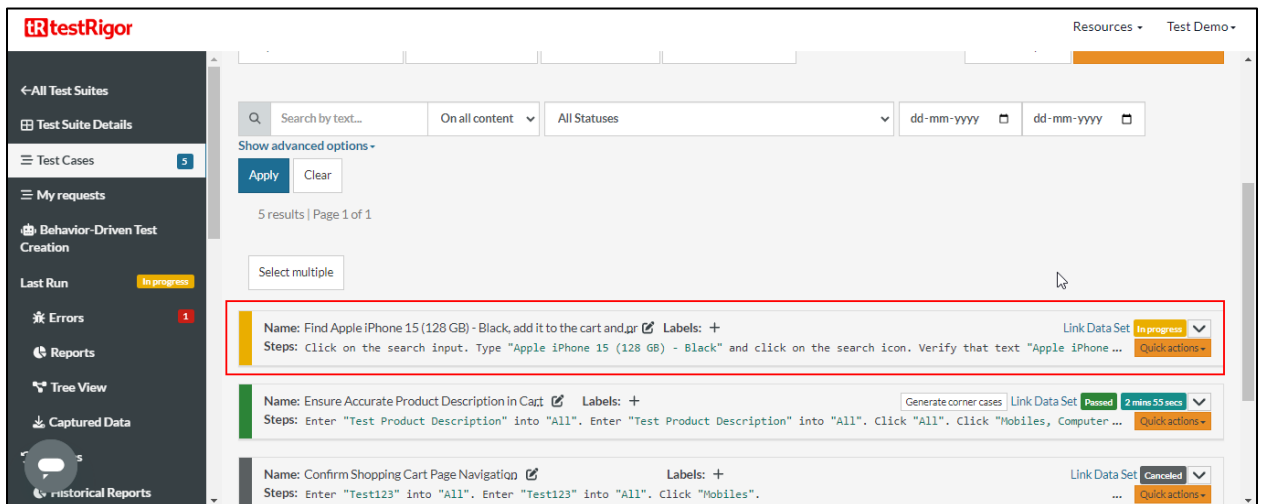 tR testRigor
Resources
Test Demo
←All Test Suites
Test Suite Details
Test Cases 5
My requests
Behavior-Driven Test
Creation
Last Run In progress
Errors 1
Reports
Tree View
Captured Data
Historical Reports
Search by text...
On all content
All Statuses
dd-mm-yyyy
dd-mm-yyyy
Show advanced options
Apply
Clear
5 results | Page 1 of 1
Select multiple
Name: Find Apple iPhone 15 (128 GB) - Black, add it to the cart and pr Labels: + Link Data Set In progress
Steps: Click on the search input. Type "Apple iPhone 15 (128 GB) - Black" and click on the search icon. Verify that text "Apple iPhone ... Quick actions
Name: Ensure Accurate Product Description in Cart Labels: + Generate corner cases Link Data Set Passed 2 mins 55 secs
Steps: Enter "Test Product Description" into "All". Enter "Test Product Description" into "All". Click "All". Click "Mobiles, Computer ... Quick actions
Name: Confirm Shopping Cart Page Navigation Labels: + Link Data Set Canceled
Steps: Enter "Test123" into "All". Enter "Test123" into "All". Click "Mobiles". ... Quick actions